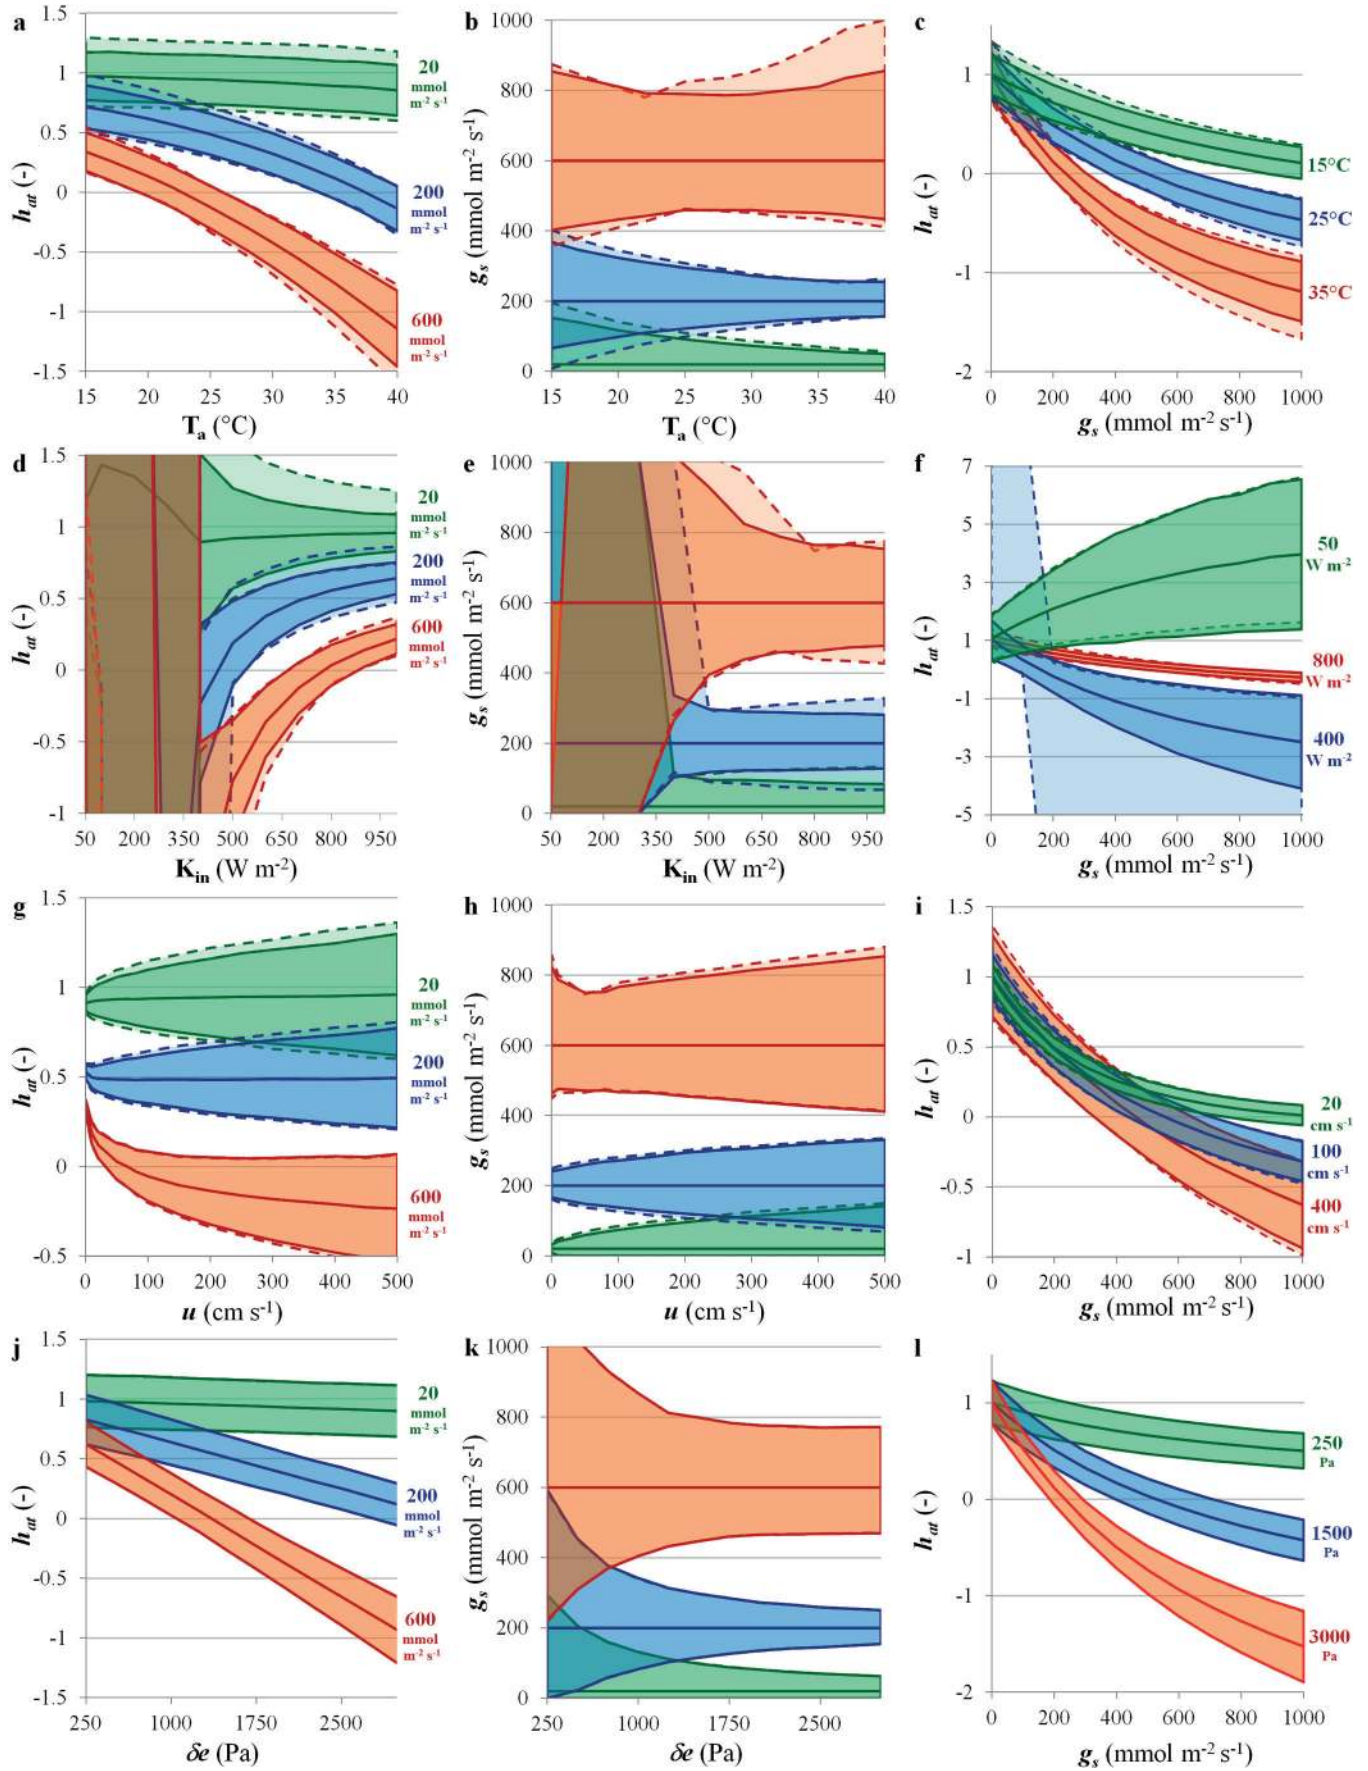 a
1.5
1
0.5
0
-0.5
-1
-1.5
h_at (-)
15 20 25 30 35 40
T_a (°C)
20
mmol
m⁻² s⁻¹
200
mmol
m⁻² s⁻¹
600
mmol
m⁻² s⁻¹
b
1000
800
600
400
200
0
g_s (mmol m⁻² s⁻¹)
15 20 25 30 35 40
T_a (°C)
c
1
0
-1
-2
h_at (-)
0 200 400 600 800 1000
g_s (mmol m⁻² s⁻¹)
15°C
25°C
35°C
d
1.5
1
0.5
0
-0.5
-1
h_at (-)
50 200 350 500 650 800 950
K_in (W m⁻²)
20
mmol
m⁻² s⁻¹
200
mmol
m⁻² s⁻¹
600
mmol
m⁻² s⁻¹
e
1000
800
600
400
200
0
g_s (mmol m⁻² s⁻¹)
50 200 350 500 650 800 950
K_in (W m⁻²)
f
7
5
3
1
-1
-3
-5
h_at (-)
0 200 400 600 800 1000
g_s (mmol m⁻² s⁻¹)
50
W m⁻²
800
W m⁻²
400
W m⁻²
g
1.5
1
0.5
0
-0.5
h_at (-)
0 100 200 300 400 500
u (cm s⁻¹)
20
mmol
m⁻² s⁻¹
200
mmol
m⁻² s⁻¹
600
mmol
m⁻² s⁻¹
h
1000
800
600
400
200
0
g_s (mmol m⁻² s⁻¹)
0 100 200 300 400 500
u (cm s⁻¹)
i
1.5
1
0.5
0
-0.5
-1
h_at (-)
0 200 400 600 800 1000
g_s (mmol m⁻² s⁻¹)
20
cm s⁻¹
100
cm s⁻¹
400
cm s⁻¹
j
1.5
1
0.5
0
-0.5
-1
-1.5
h_at (-)
250 1000 1750 2500
δe (Pa)
20
mmol
m⁻² s⁻¹
200
mmol
m⁻² s⁻¹
600
mmol
m⁻² s⁻¹
k
1000
800
600
400
200
0
g_s (mmol m⁻² s⁻¹)
250 1000 1750 2500
δe (Pa)
l
1
0
-1
-2
h_at (-)
0 200 400 600 800 1000
g_s (mmol m⁻² s⁻¹)
250
Pa
1500
Pa
3000
Pa